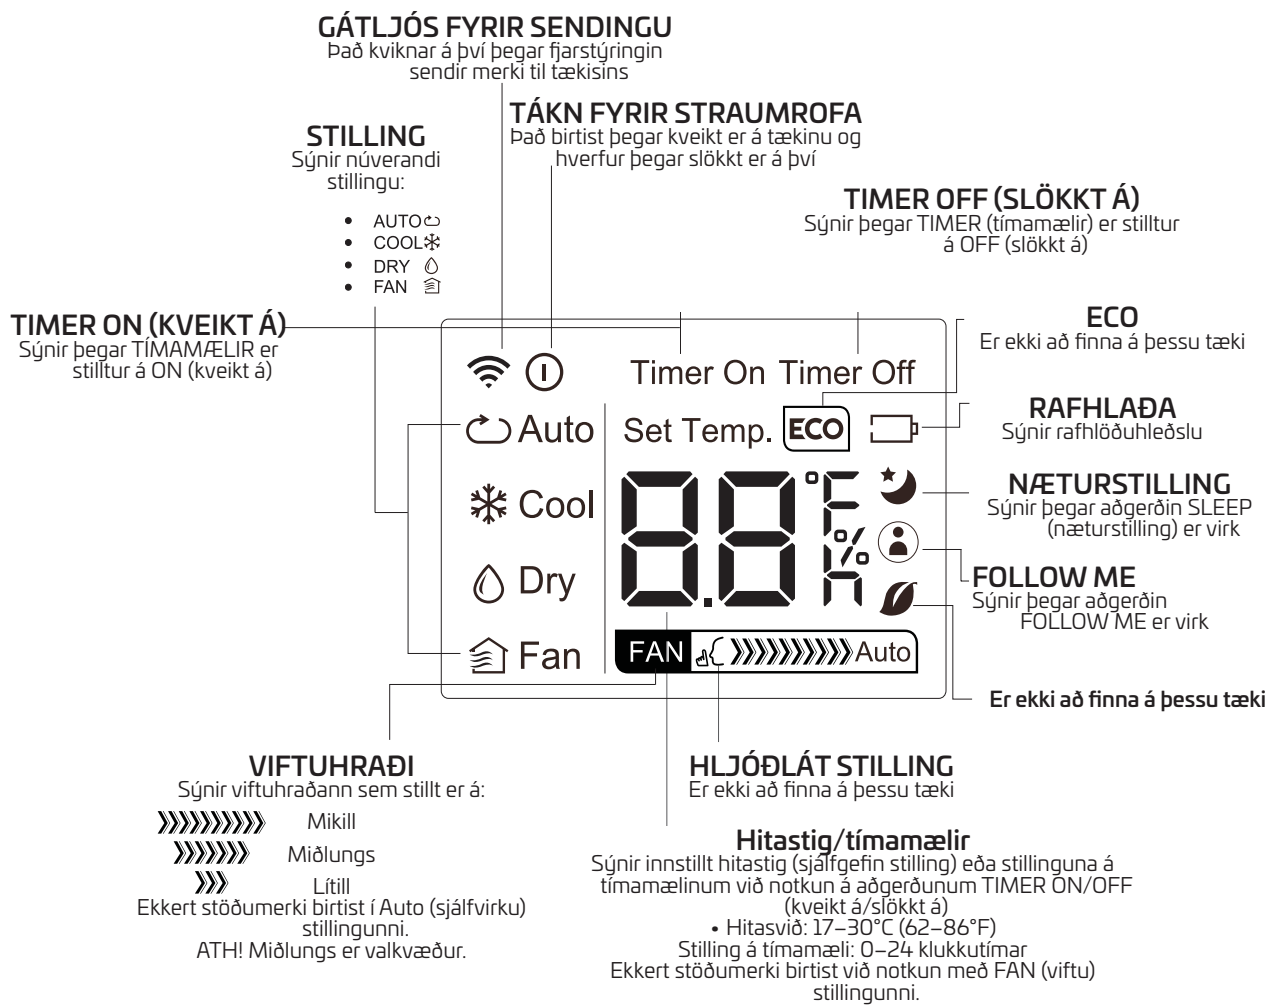 GÁTLJÓS FYRIR SENDINGU
Það kviknar á því þegar fjarstýringin
sendir merki til tækisins
TÁKN FYRIR STRAUMROFA
Það birtist þegar kveikt er á tækinu og
hverfur þegar slökkt er á því
STILLING
Sýnir núverandi
stillingu:
• AUTO
• COOL
• DRY
• FAN
TIMER OFF (SLÖKKT Á)
Sýnir þegar TIMER (tímamælir) er stilltur
á OFF (slökkt á)
TIMER ON (KVEIKT Á)
Sýnir þegar TÍMAMÆLIR er
stilltur á ON (kveikt á)
ECO
Er ekki að finna á þessu tæki
RAFHLAÐA
Sýnir rafhlöðuhleðslu
NÆTURSTILLING
Sýnir þegar aðgerðin SLEEP
(næturstilling) er virk
FOLLOW ME
Sýnir þegar aðgerðin
FOLLOW ME er virk
Er ekki að finna á þessu tæki
Timer On Timer Off
Auto
Set Temp. ECO
Cool
88 °F
%
h
Dry
Fan
FAN Auto
VIFTUHRAÐI
Sýnir viftuhraðann sem stillt er á:
Mikill
Miðlungs
Lítill
Ekkert stöðumerki birtist í Auto (sjálfvirku)
stillingunni.
ATH! Miðlungs er valkvæður.
HLJÓÐLÁT STILLING
Er ekki að finna á þessu tæki
Hitastig/tímamælir
Sýnir innstillt hitastig (sjálfgefin stilling) eða stillinguna á
tímamælinum við notkun á aðgerðunum TIMER ON/OFF
(kveikt á/slökkt á)
• Hitasvið: 17–30°C (62–86°F)
Stilling á tímamæli: 0–24 klukkutímar
Ekkert stöðumerki birtist við notkun með FAN (viftu)
stillingunni.